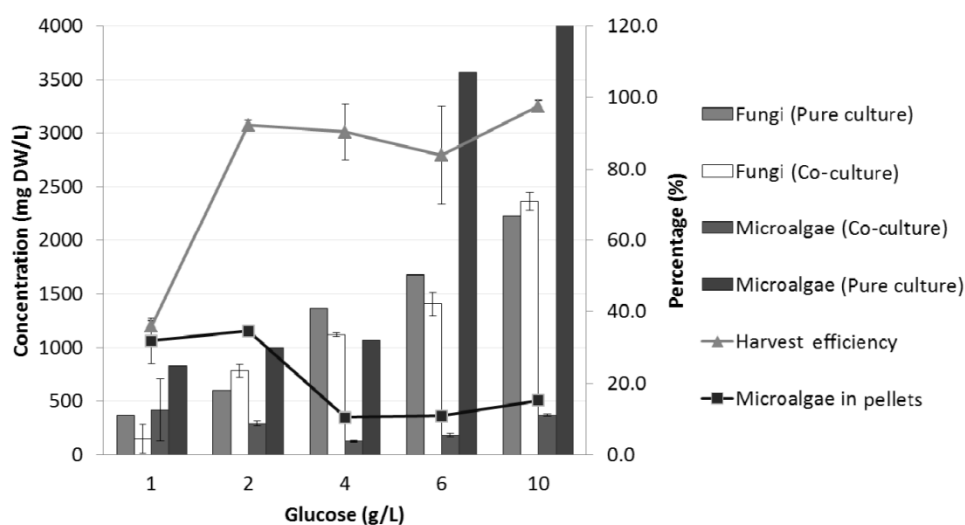 4000
3500
3000
2500
2000
1500
1000
500
0
Concentration (mg DW/L)
120.0
100.0
80.0
60.0
40.0
20.0
0.0
Percentage (%)
1 2 4 6 10
Glucose (g/L)
Fungi (Pure culture)
Fungi (Co-culture)
Microalgae (Co-culture)
Microalgae (Pure culture)
Harvest efficiency
Microalgae in pellets